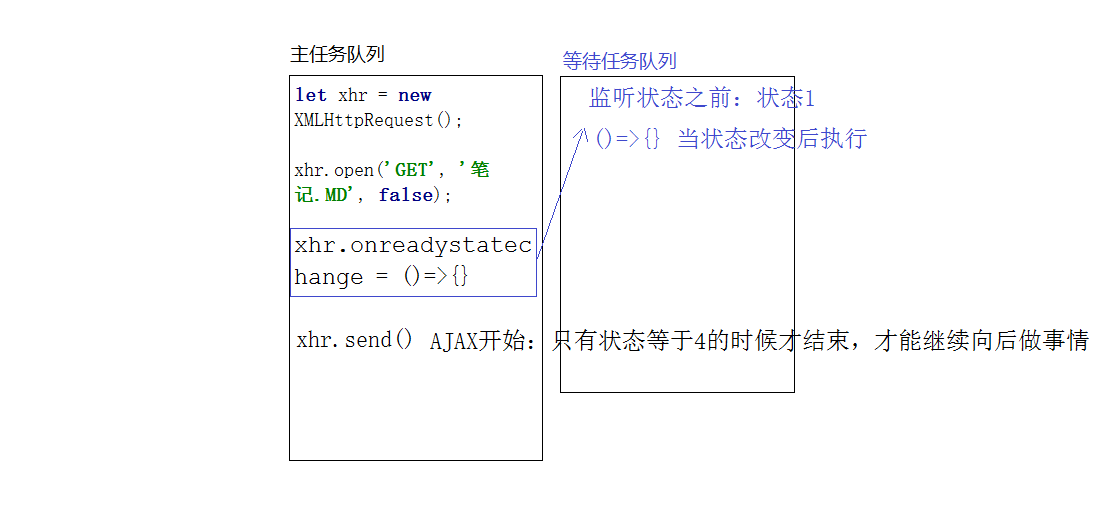 主任务队列
let xhr = new
XMLHttpRequest();
xhr.open('GET', '笔
记.MD', false);
xhr.onreadystatec
hange = ()=>{}
xhr.send() AJAX开始：只有状态等于4的时候才结束，才能继续向后做事情
等待任务队列
监听状态之前：状态1
()=>{} 当状态改变后执行